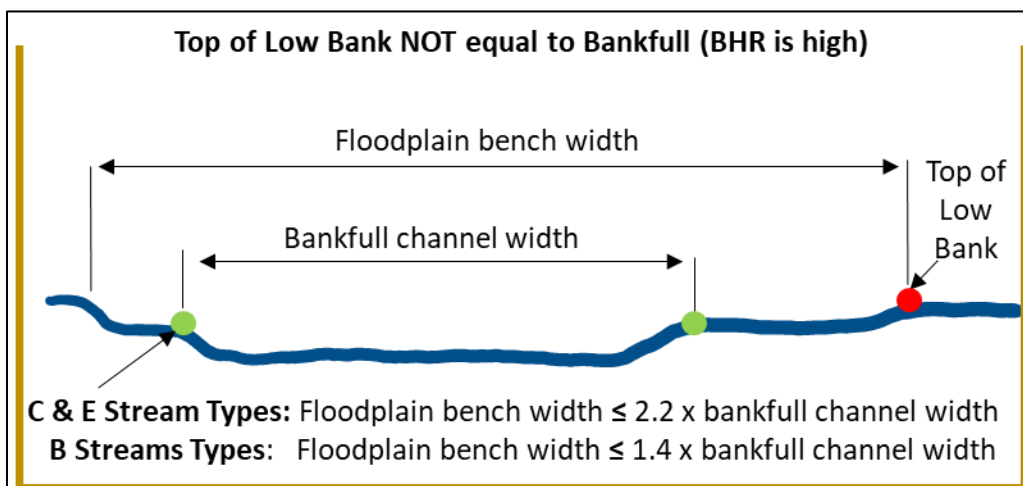 Top of Low Bank NOT equal to Bankfull (BHR is high)
Floodplain bench width
Top of
Low
Bank
Bankfull channel width
C & E Stream Types: Floodplain bench width ≤ 2.2 x bankfull channel width
B Streams Types: Floodplain bench width ≤ 1.4 x bankfull channel width